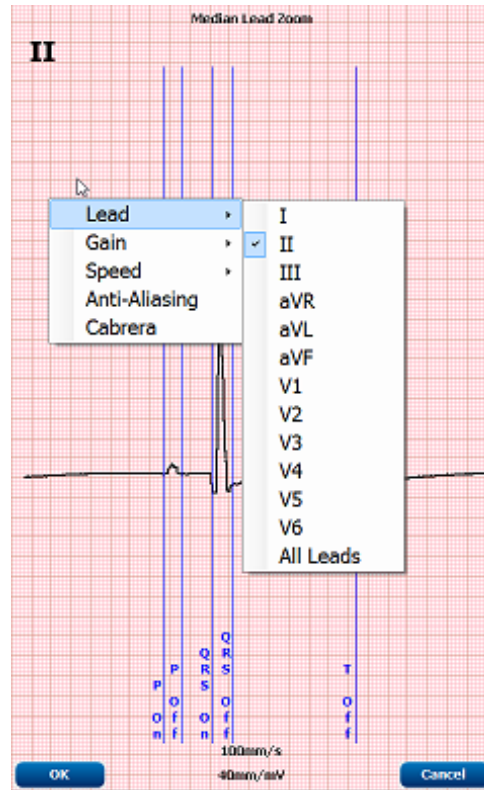 Median Lead Zoom
II
Lead
Gain
Speed
Anti-Aliasing
Cabrera
I
II
III
aVR
aVL
aVF
V1
V2
V3
V4
V5
V6
All Leads
P On
P Off
QRS On
QRS Off
T Off
100mm/s
OK
40mm/mV
Cancel